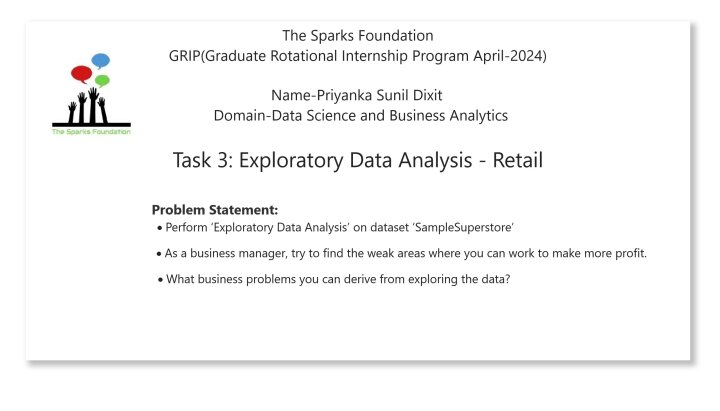 The Sparks Foundation
GRIP(Graduate Rotational Internship Program April-2024)
The Sparks Foundation
Name-Priyanka Sunil Dixit
Domain-Data Science and Business Analytics
Task 3: Exploratory Data Analysis - Retail
Problem Statement:
• Perform ‘Exploratory Data Analysis’ on dataset ‘SampleSuperstore’
• As a business manager, try to find the weak areas where you can work to make more profit.
• What business problems you can derive from exploring the data?